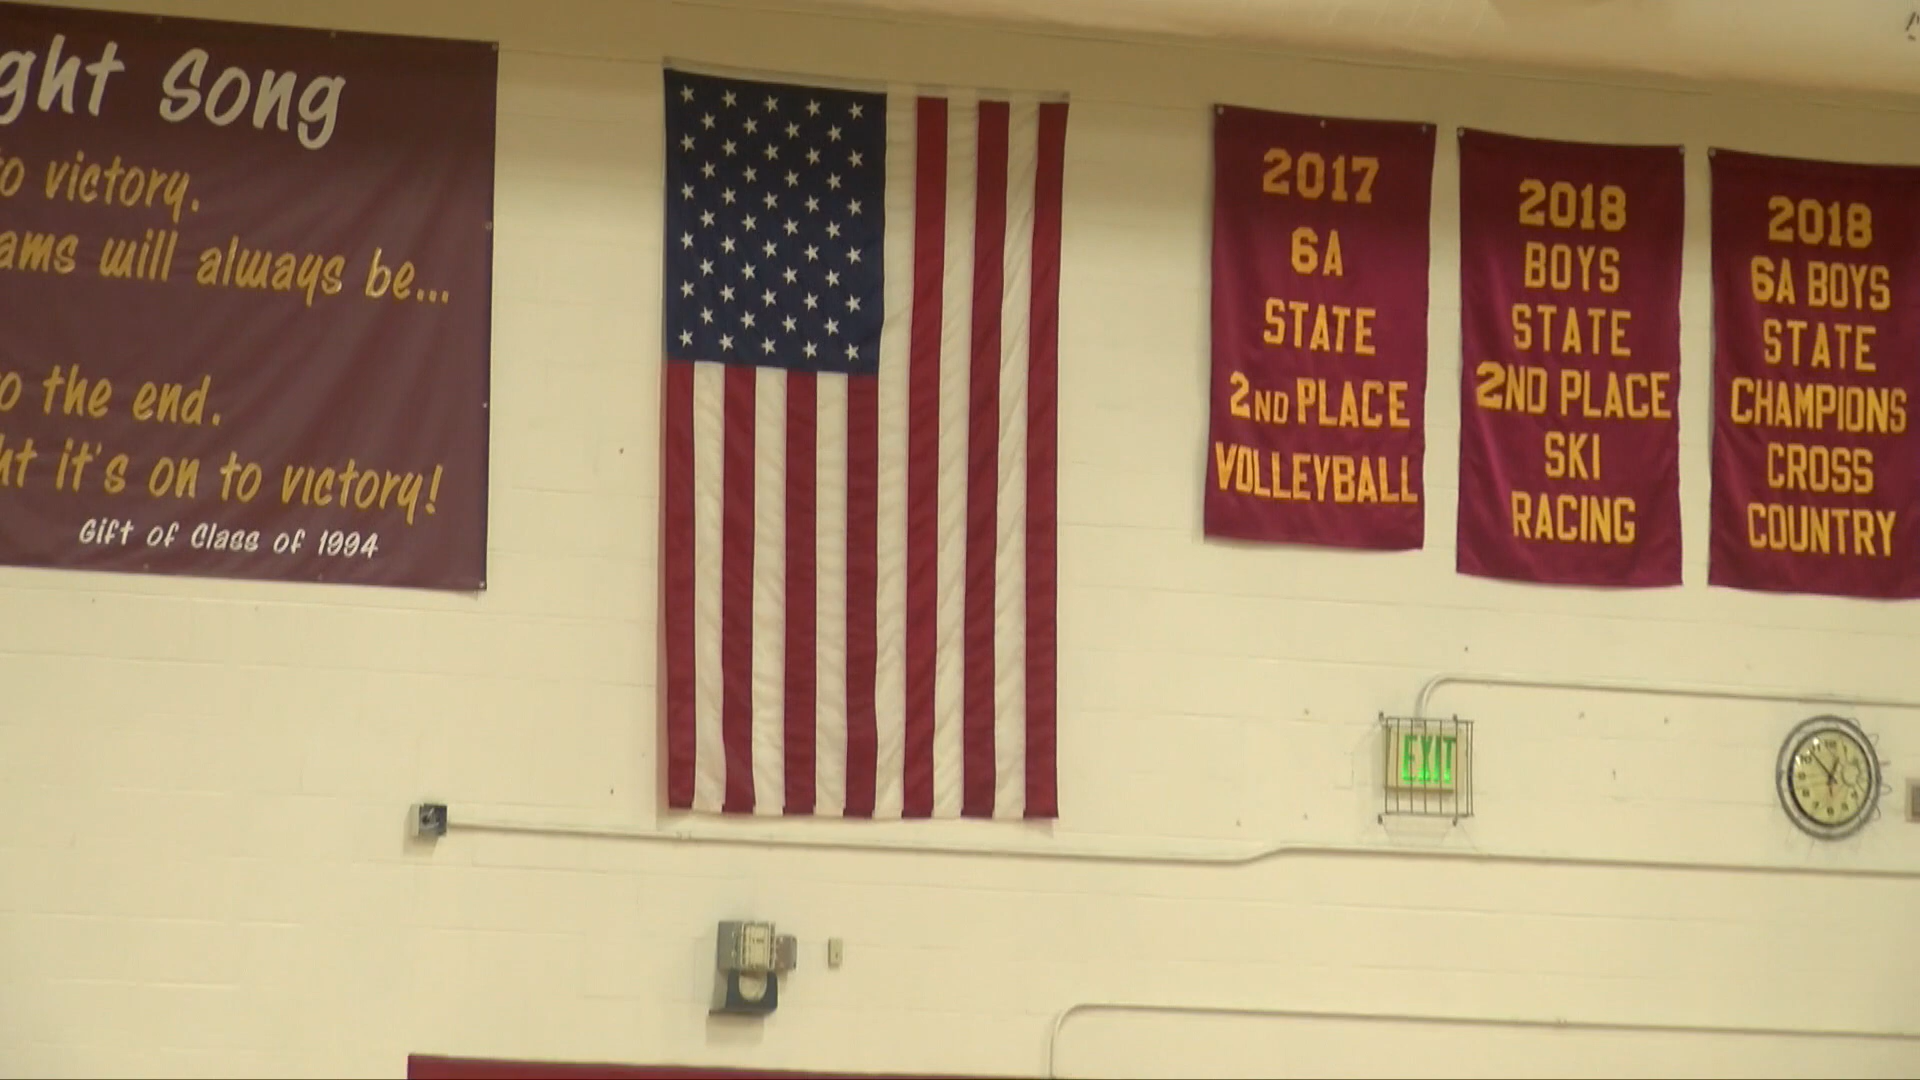 ght Song
to victory.
ams will always be...
to the end.
ht it's on to victory!
Gift of Class of 1994
2017
6A
STATE
2ND PLACE
VOLLEYBALL
2018
BOYS
STATE
2ND PLACE
SKI
RACING
2018
6A BOYS
STATE
CHAMPIONS
CROSS
COUNTRY
EXIT